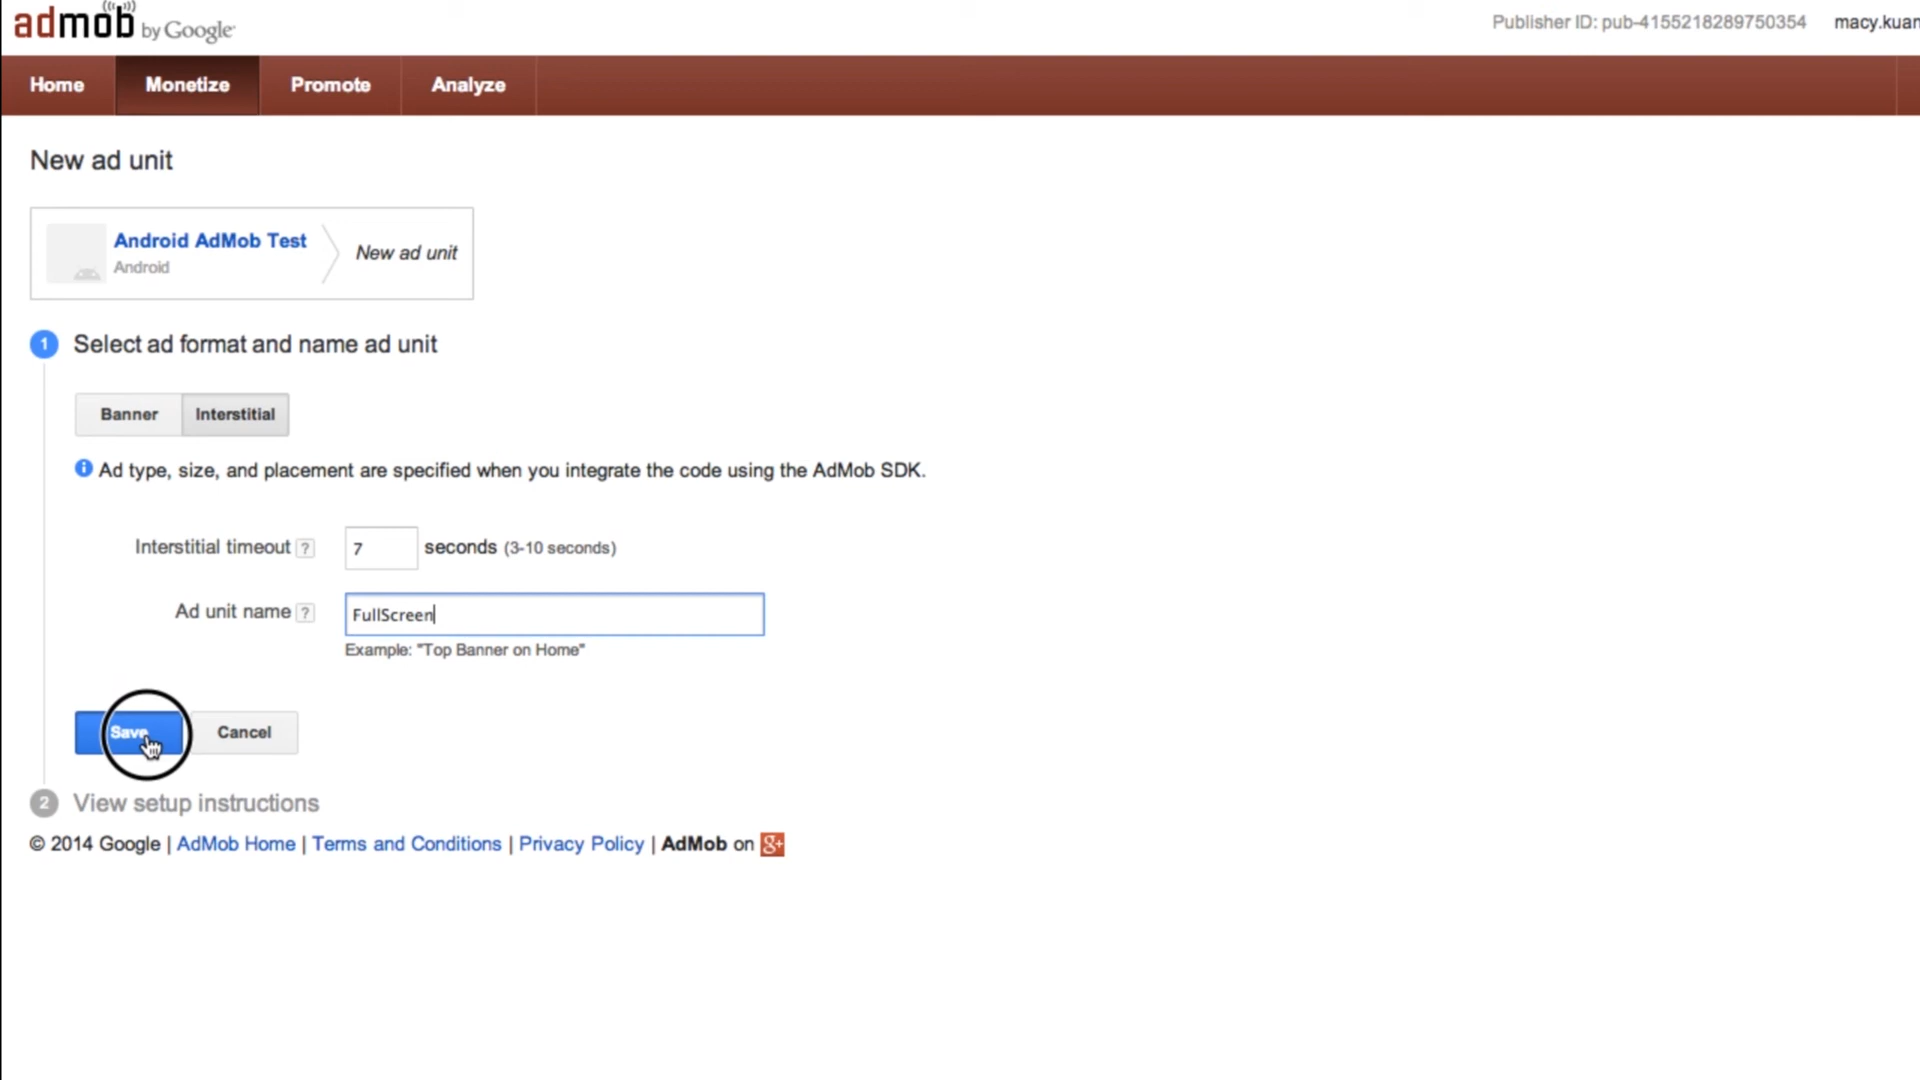 admob by Google
Publisher ID: pub-4155218289750354 macy.kuan
Home Monetize Promote Analyze
New ad unit
Android AdMob Test
Android
New ad unit
1 Select ad format and name ad unit
Banner Interstitial
i Ad type, size, and placement are specified when you integrate the code using the AdMob SDK.
Interstitial timeout ? 7 seconds (3-10 seconds)
Ad unit name ? FullScreen
Example: "Top Banner on Home"
Save Cancel
2 View setup instructions
© 2014 Google | AdMob Home | Terms and Conditions | Privacy Policy | AdMob on g+